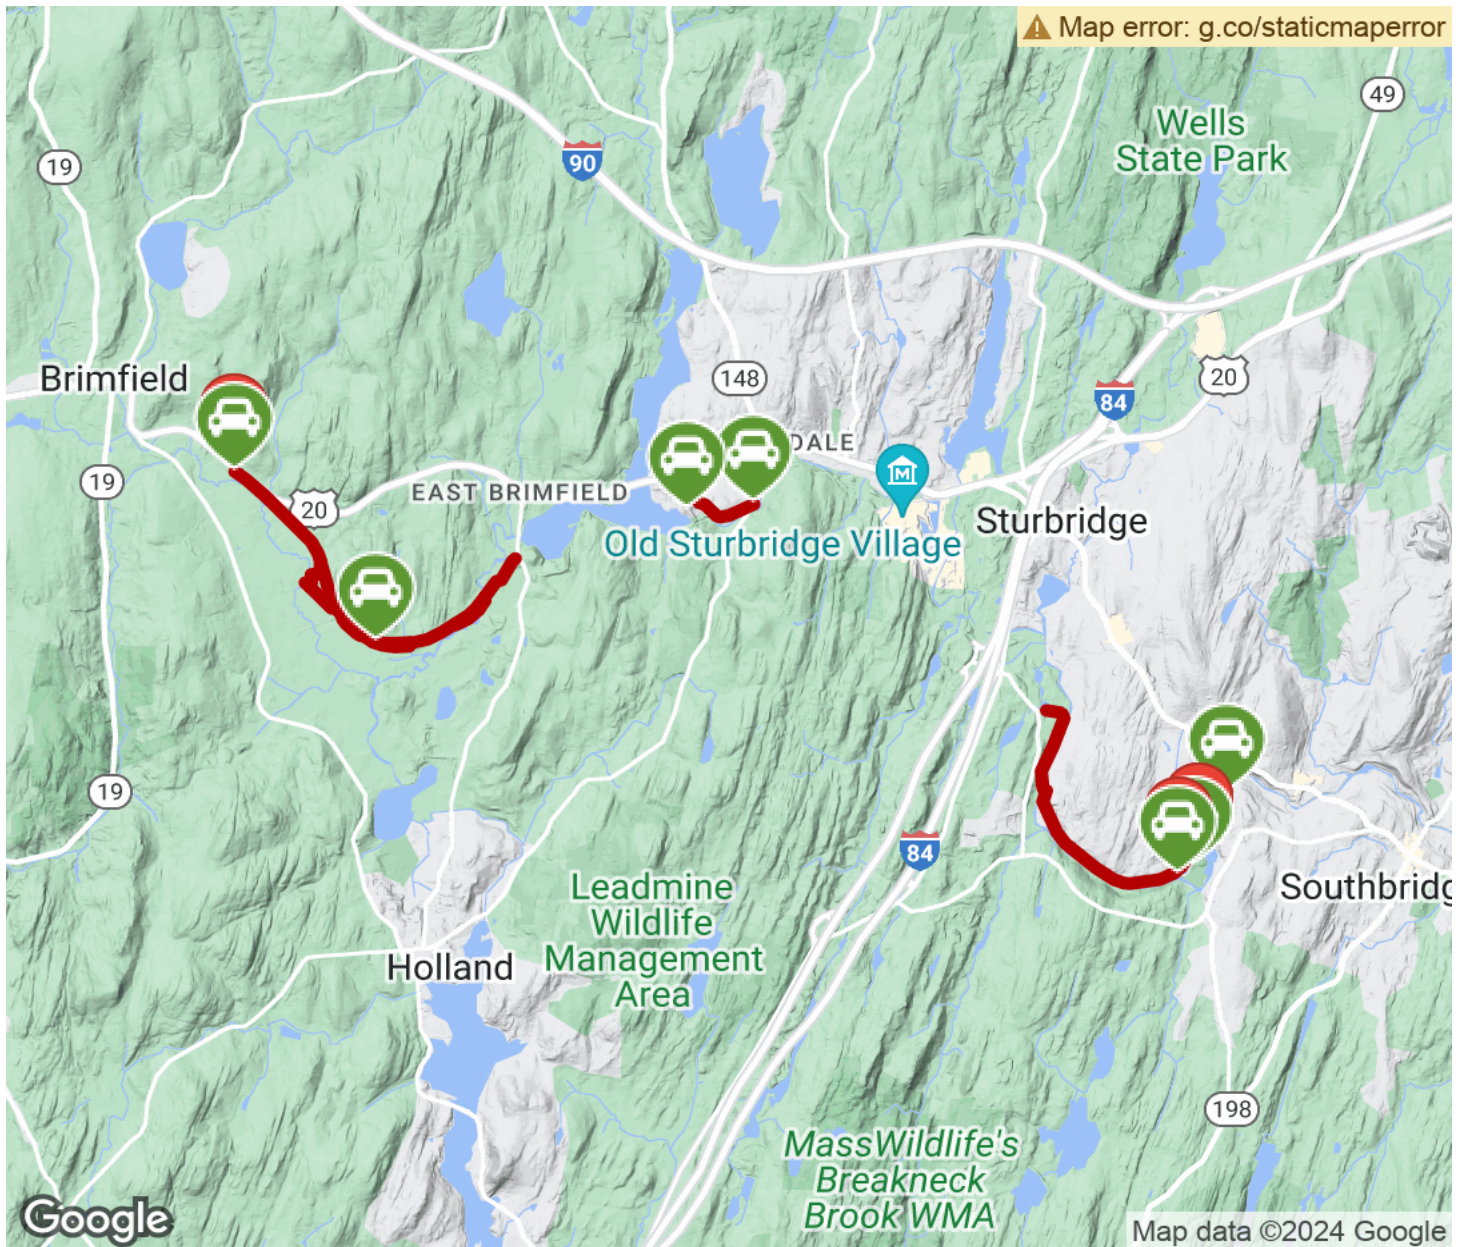 Map error: g.co/staticmaperror
49
Wells
State Park
19
90
Brimfield
148
20
84
DALE
19
EAST BRIMFIELD
20
M
Sturbridge
Old Sturbridge Village
19
84
Leadmine
Wildlife
Management
Area
Southbridg
Holland
198
MassWildlife's
Breakneck
Brook WMA
Google
Map data ©2024 Google